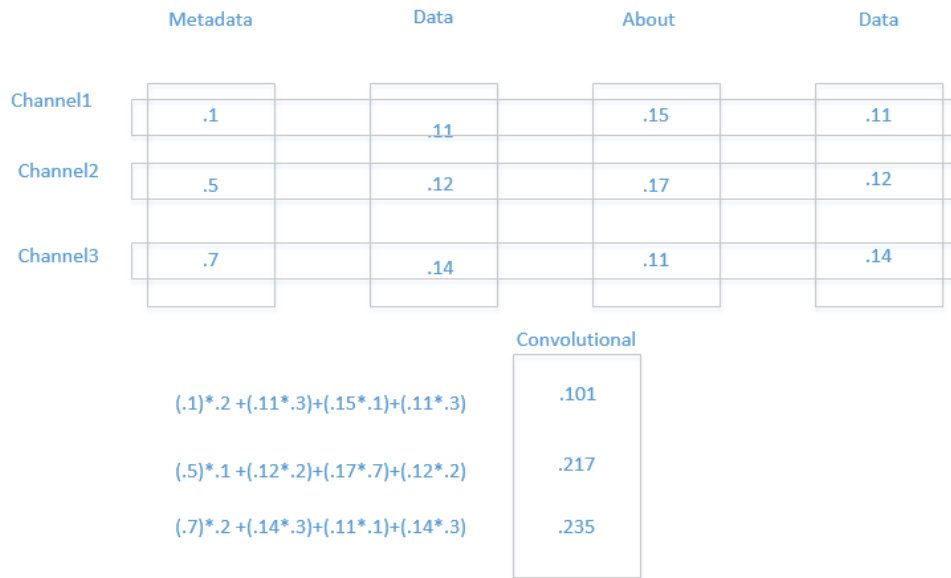 Metadata Data About Data
Channel1 .1 .11 .15 .11
Channel2 .5 .12 .17 .12
Channel3 .7 .14 .11 .14
Convolutional
(.1)*.2 +(.11*.3)+(.15*.1)+(.11*.3) .101
(.5)*.1 +(.12*.2)+(.17*.7)+(.12*.2) .217
(.7)*.2 +(.14*.3)+(.11*.1)+(.14*.3) .235